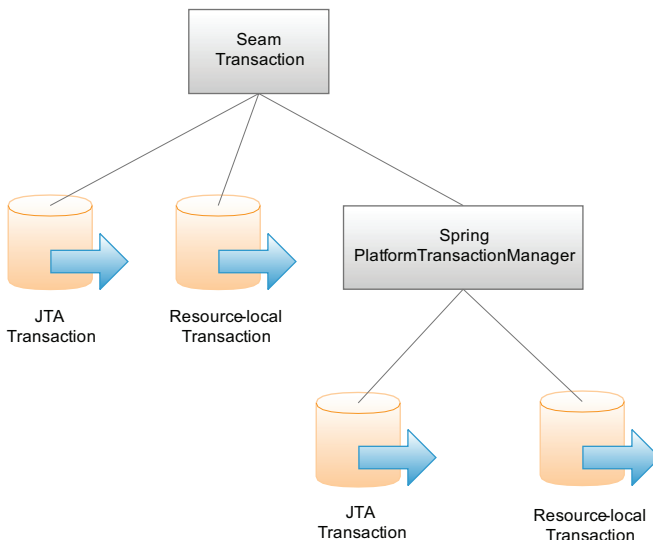 Seam
Transaction
Spring
PlatformTransactionManager
JTA
Transaction
Resource-local
Transaction
JTA
Transaction
Resource-local
Transaction